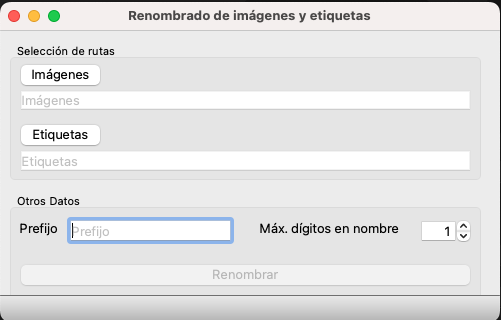 Renombrado de imágenes y etiquetas
Selección de rutas
Imágenes
Imágenes
Etiquetas
Etiquetas
Otros Datos
Prefijo Prefijo Máx. dígitos en nombre 1
Renombrar